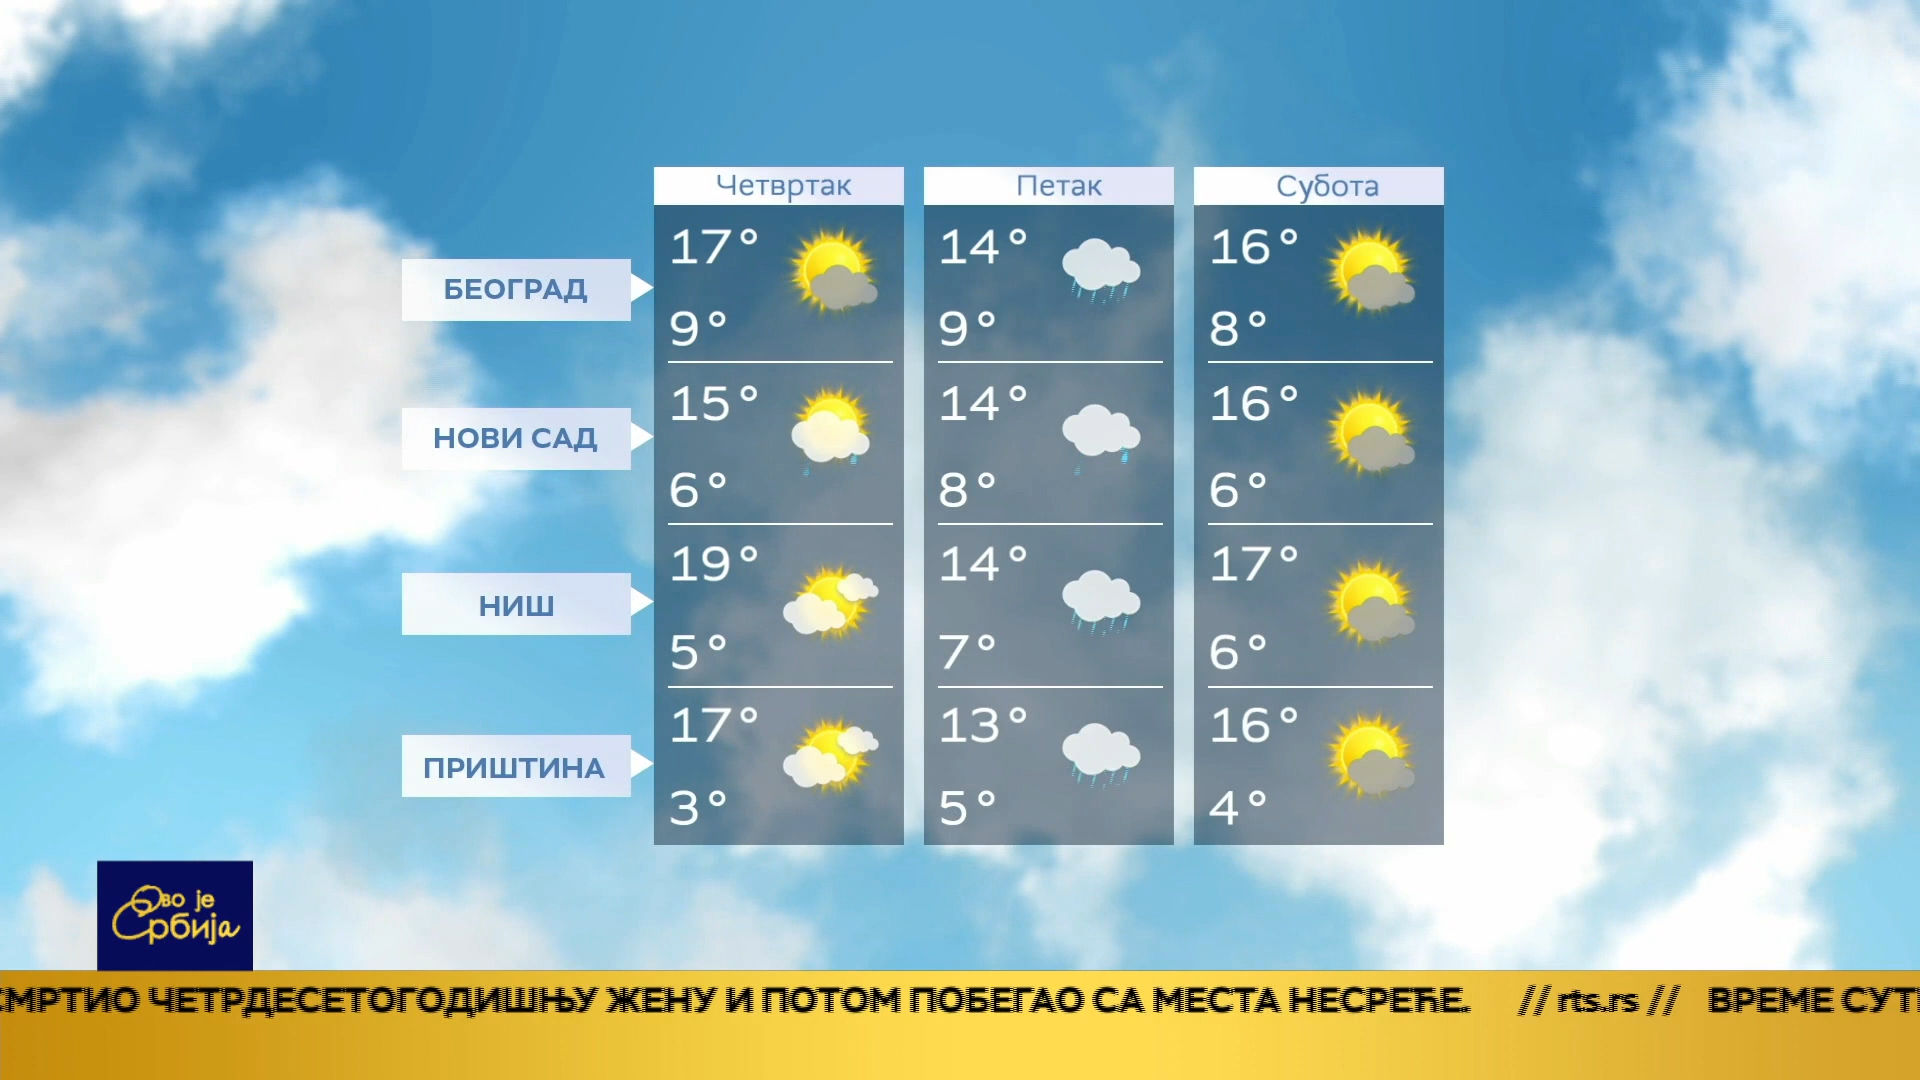 Четвртак Петак Субота
БЕОГРАД 17° 14° 16°
9° 9° 8°
НОВИ САД 15° 14° 16°
6° 8° 6°
НИШ 19° 14° 17°
5° 7° 6°
ПРИШТИНА 17° 13° 16°
3° 5° 4°
Ово је
Србија
СМРТИО ЧЕТРДЕСЕТОГОДИШЊУ ЖЕНУ И ПОТОМ ПОБЕГАО СА МЕСТА НЕСРЕЋЕ. // rts.rs // ВРЕМЕ